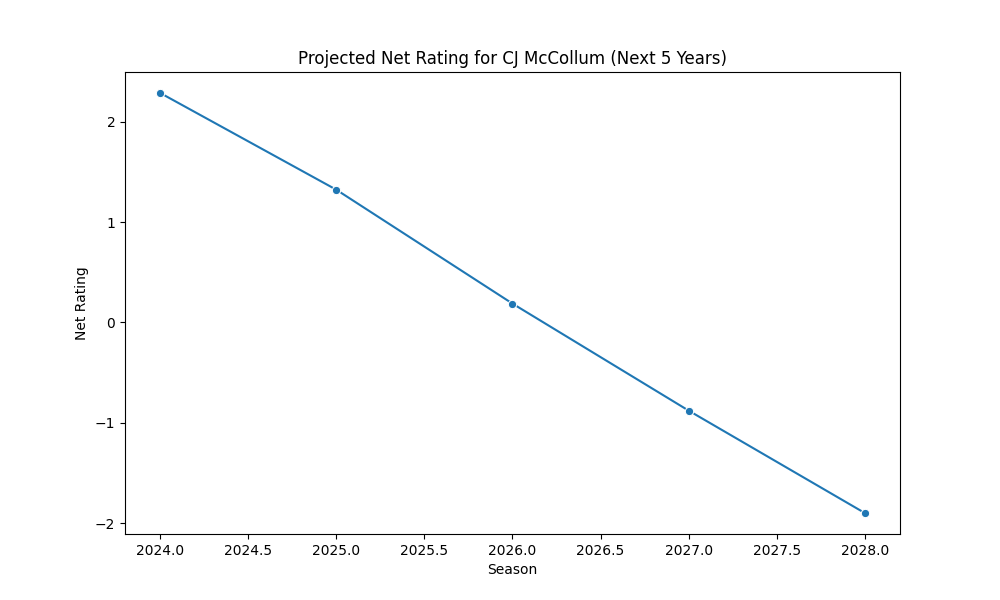 Projected Net Rating for CJ McCollum (Next 5 Years)
Net Rating
2
1
0
−1
−2
2024.0 2024.5 2025.0 2025.5 2026.0 2026.5 2027.0 2027.5 2028.0
Season